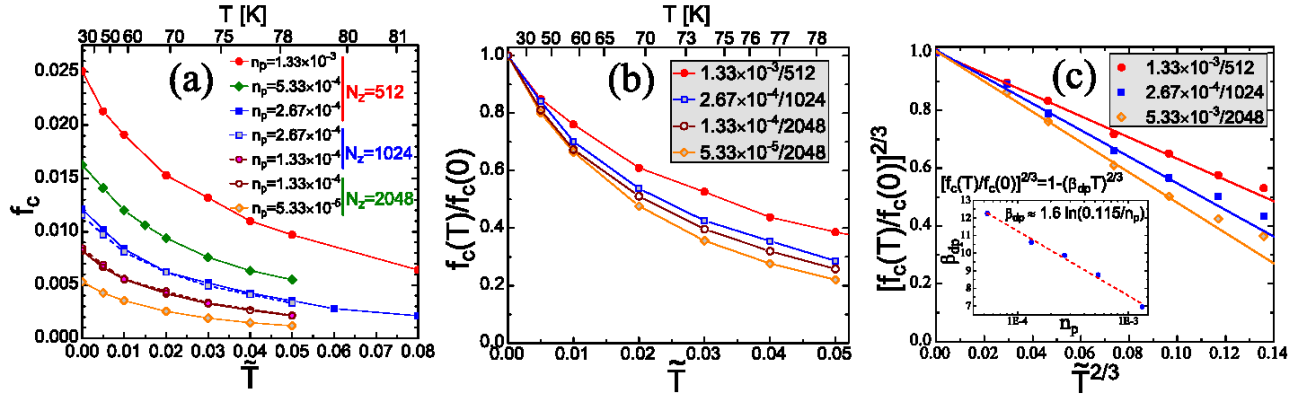 T [K]
30 50 60 70 75 78 80 81
0.025
0.020
0.015
0.010
0.005
0.000
f_c
(a)
n_p=1.33×10^-3
n_p=5.33×10^-4
n_p=2.67×10^-4
n_p=2.67×10^-4
n_p=1.33×10^-4
n_p=1.33×10^-4
n_p=5.33×10^-5
N_z=512
N_z=1024
N_z=2048
0.00 0.01 0.02 0.03 0.04 0.05 0.06 0.07 0.08
T̃
T [K]
30 50 60 65 70 73 74 75 76 77 78
1.0
0.8
0.6
0.4
0.2
0.0
f_c(T)/f_c(0)
(b)
1.33×10^-3/512
2.67×10^-4/1024
1.33×10^-4/2048
5.33×10^-5/2048
0.00 0.01 0.02 0.03 0.04 0.05
T̃
1.0
0.8
0.6
0.4
0.2
0.0
[f_c(T)/f_c(0)]^2/3
(c)
1.33×10^-3/512
2.67×10^-4/1024
5.33×10^-3/2048
[f_c(T)/f_c(0)]^2/3=1-(β_dp T)^2/3
13
12
11
10
9
8
7
β_dp
β_dp ≈ 1.6 ln(0.115/n_p)
1E-4 1E-3
n_p
0.00 0.02 0.04 0.06 0.08 0.10 0.12 0.14
T̃^2/3